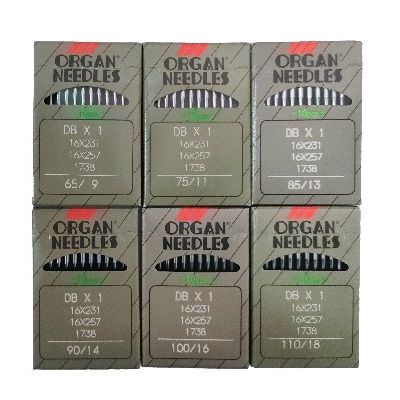 ORGAN®
NEEDLES
DB X 1
16X231
16X257
1738
65/ 9
ORGAN®
NEEDLES
DB X 1
16X231
16X257
1738
75/11
ORGAN®
NEEDLES
DB X 1
16X231
16X257
1738
85/13
ORGAN®
NEEDLES
DB X 1
16X231
16X257
1738
90/14
ORGAN®
NEEDLES
DB X 1
16X231
16X257
1738
100/16
ORGAN®
NEEDLES
DB X 1
16X231
16X257
1738
110/18